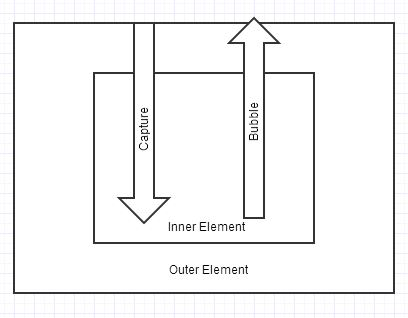 Capture
Bubble
Inner Element
Outer Element